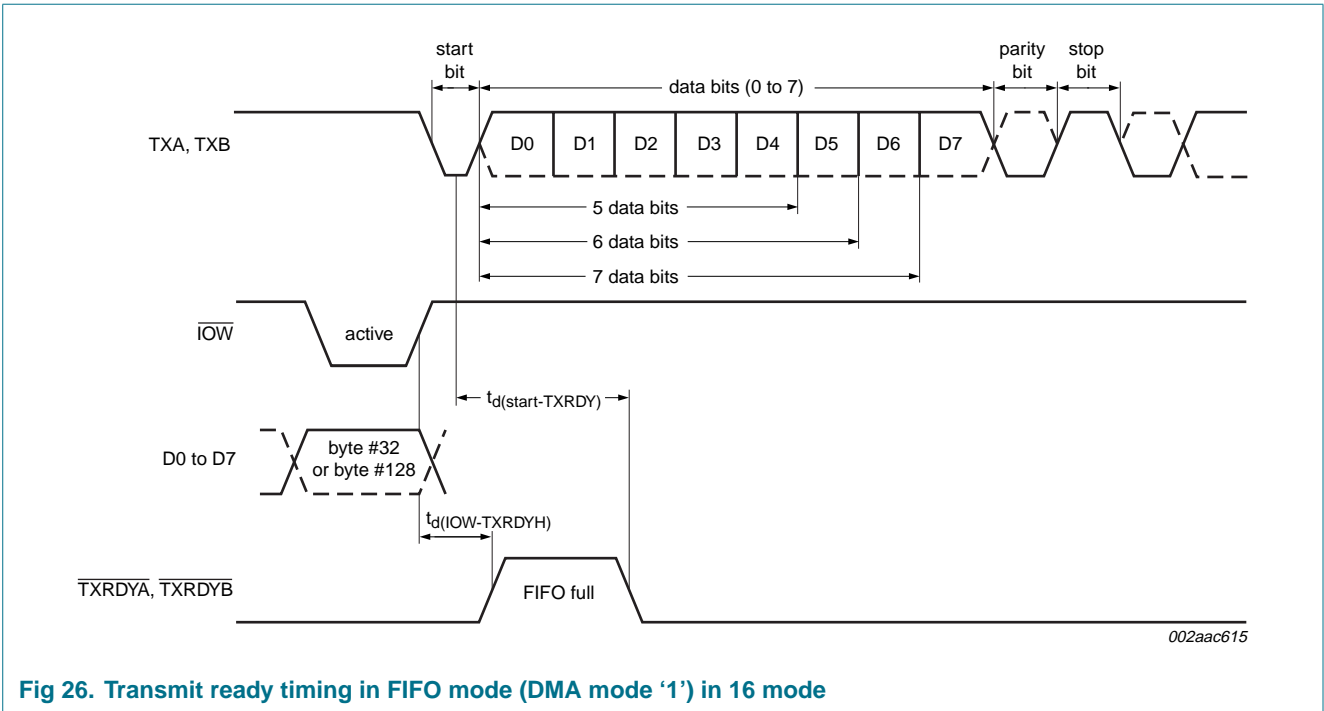 start
bit
data bits (0 to 7)
parity
bit
stop
bit
TXA, TXB
D0 D1 D2 D3 D4 D5 D6 D7
5 data bits
6 data bits
7 data bits
IOW
active
td(start-TXRDY)
D0 to D7
byte #32
or byte #128
td(IOW-TXRDYH)
TXRDYA, TXRDYB
FIFO full
002aac615
Fig 26. Transmit ready timing in FIFO mode (DMA mode ‘1’) in 16 mode